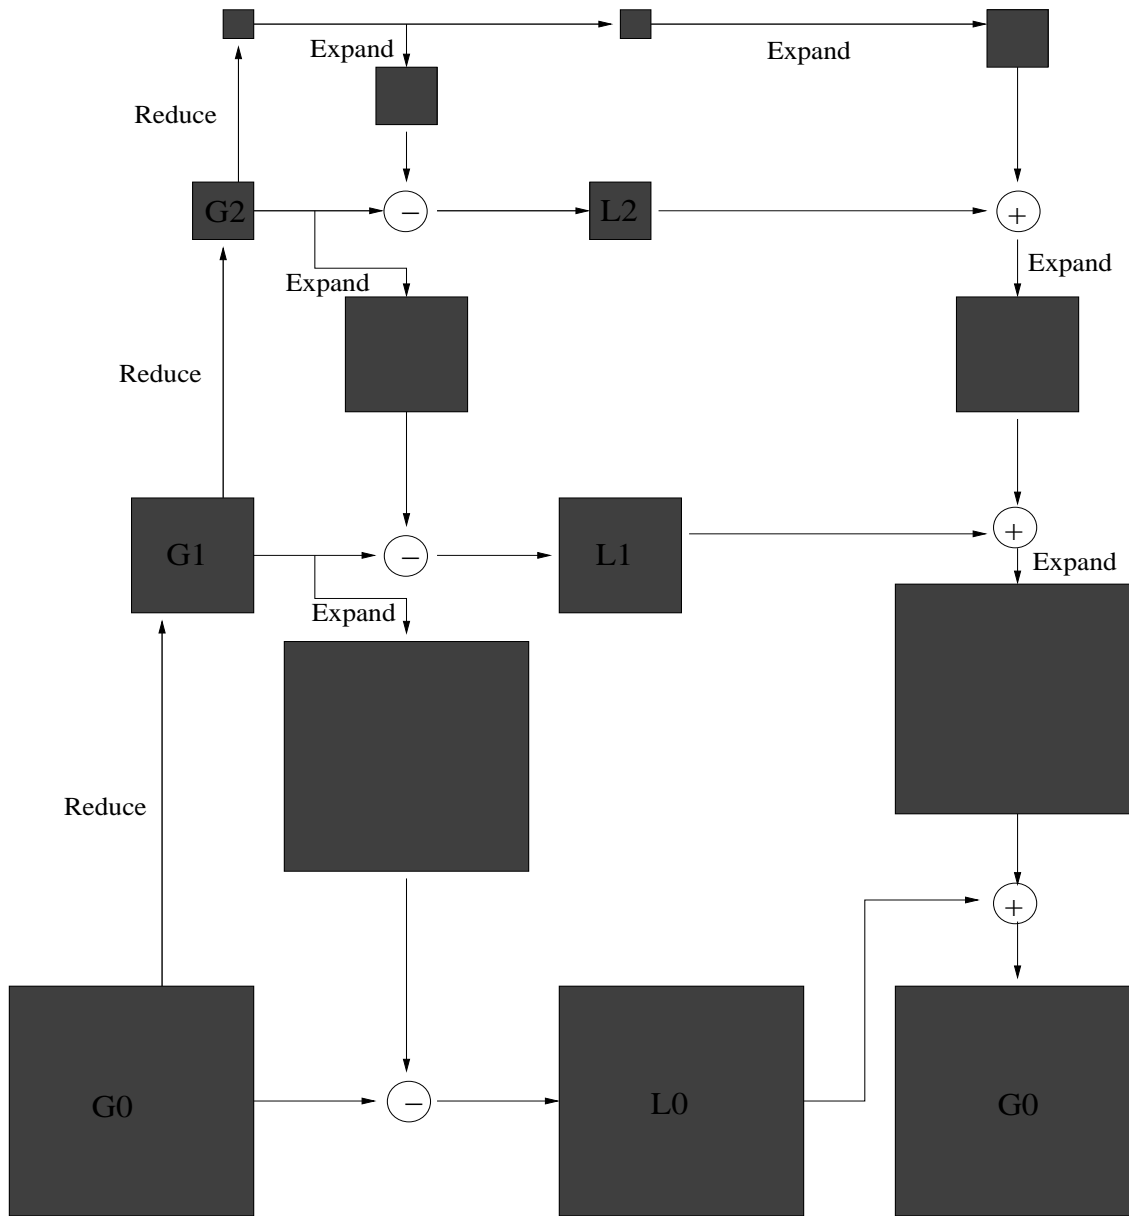 Expand
Expand
Reduce
G2
−
L2
+
Expand
Expand
Reduce
G1
−
L1
+
Expand
Expand
Reduce
+
G0
−
L0
G0